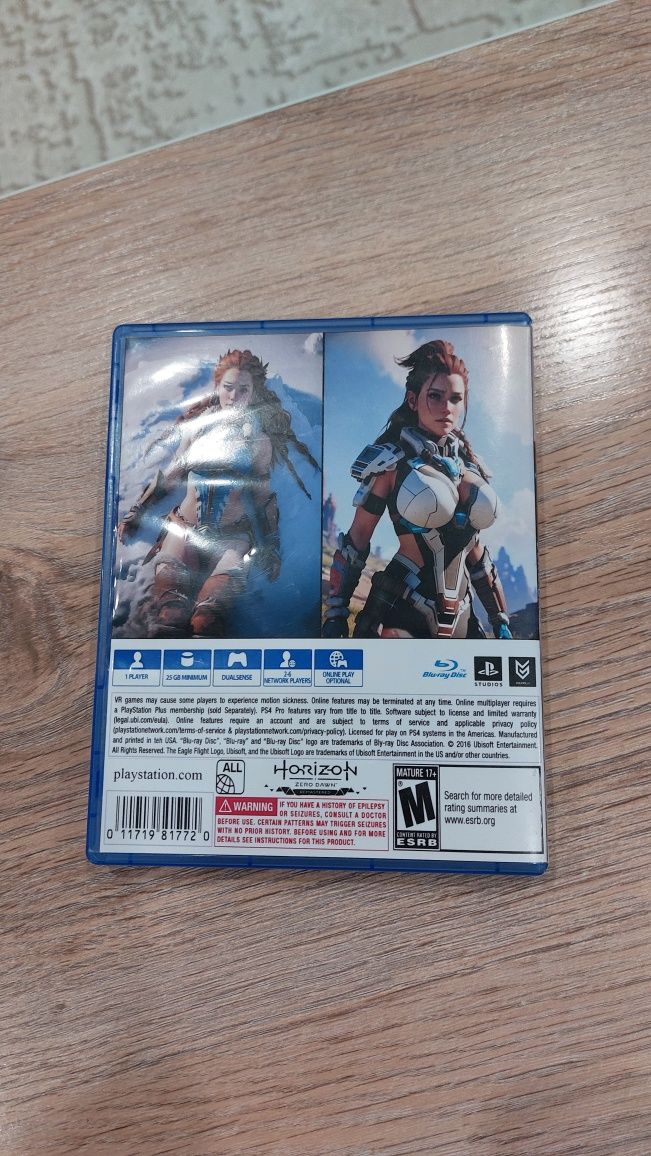 1 PLAYER
25 GB MINIMUM
DUALSENSE
2-6
NETWORK PLAYERS
ONLINE PLAY
OPTIONAL
Blu-ray Disc™
PlayStation
STUDIOS
VR games may cause some players to experience motion sickness. Online features may be terminated at any time. Online multiplayer requires
a PlayStation Plus membership (sold Separately). PS4 Pro features vary from title to title. Software subject to license and limited warranty
(legal.ubi.com/eula). Online features require an account and are subject to terms of service and applicable privacy policy
(playstationnetwork.com/terms-of-service & playstationnetwork.com/privacy-policy). Licensed for play on PS4 systems in the Americas. Manufactured
and printed in teh USA. "Blu-ray Disc", "Blu-ray" and "Blu-ray Disc" logo are trademarks of Bly-ray Disc Association. © 2016 Ubisoft Entertainment.
All Rights Reserved. The Eagle Flight Logo, Ubisoft, and the Ubisoft Logo are trademarks of Ubisoft Entertainment in the US and/or other countries.
playstation.com
ALL
HORIZON
ZERO DAWN™
REMASTERED
0 11719 81772 0
WARNING
IF YOU HAVE A HISTORY OF EPILEPSY
OR SEIZURES, CONSULT A DOCTOR
BEFORE USE. CERTAIN PATTERNS MAY TRIGGER SEIZURES
WITH NO PRIOR HISTORY. BEFORE USING AND FOR MORE
DETAILS SEE INSTRUCTIONS FOR THIS PRODUCT.
MATURE 17+
M
CONTENT RATED BY
ESRB
Search for more detailed
rating summaries at
www.esrb.org